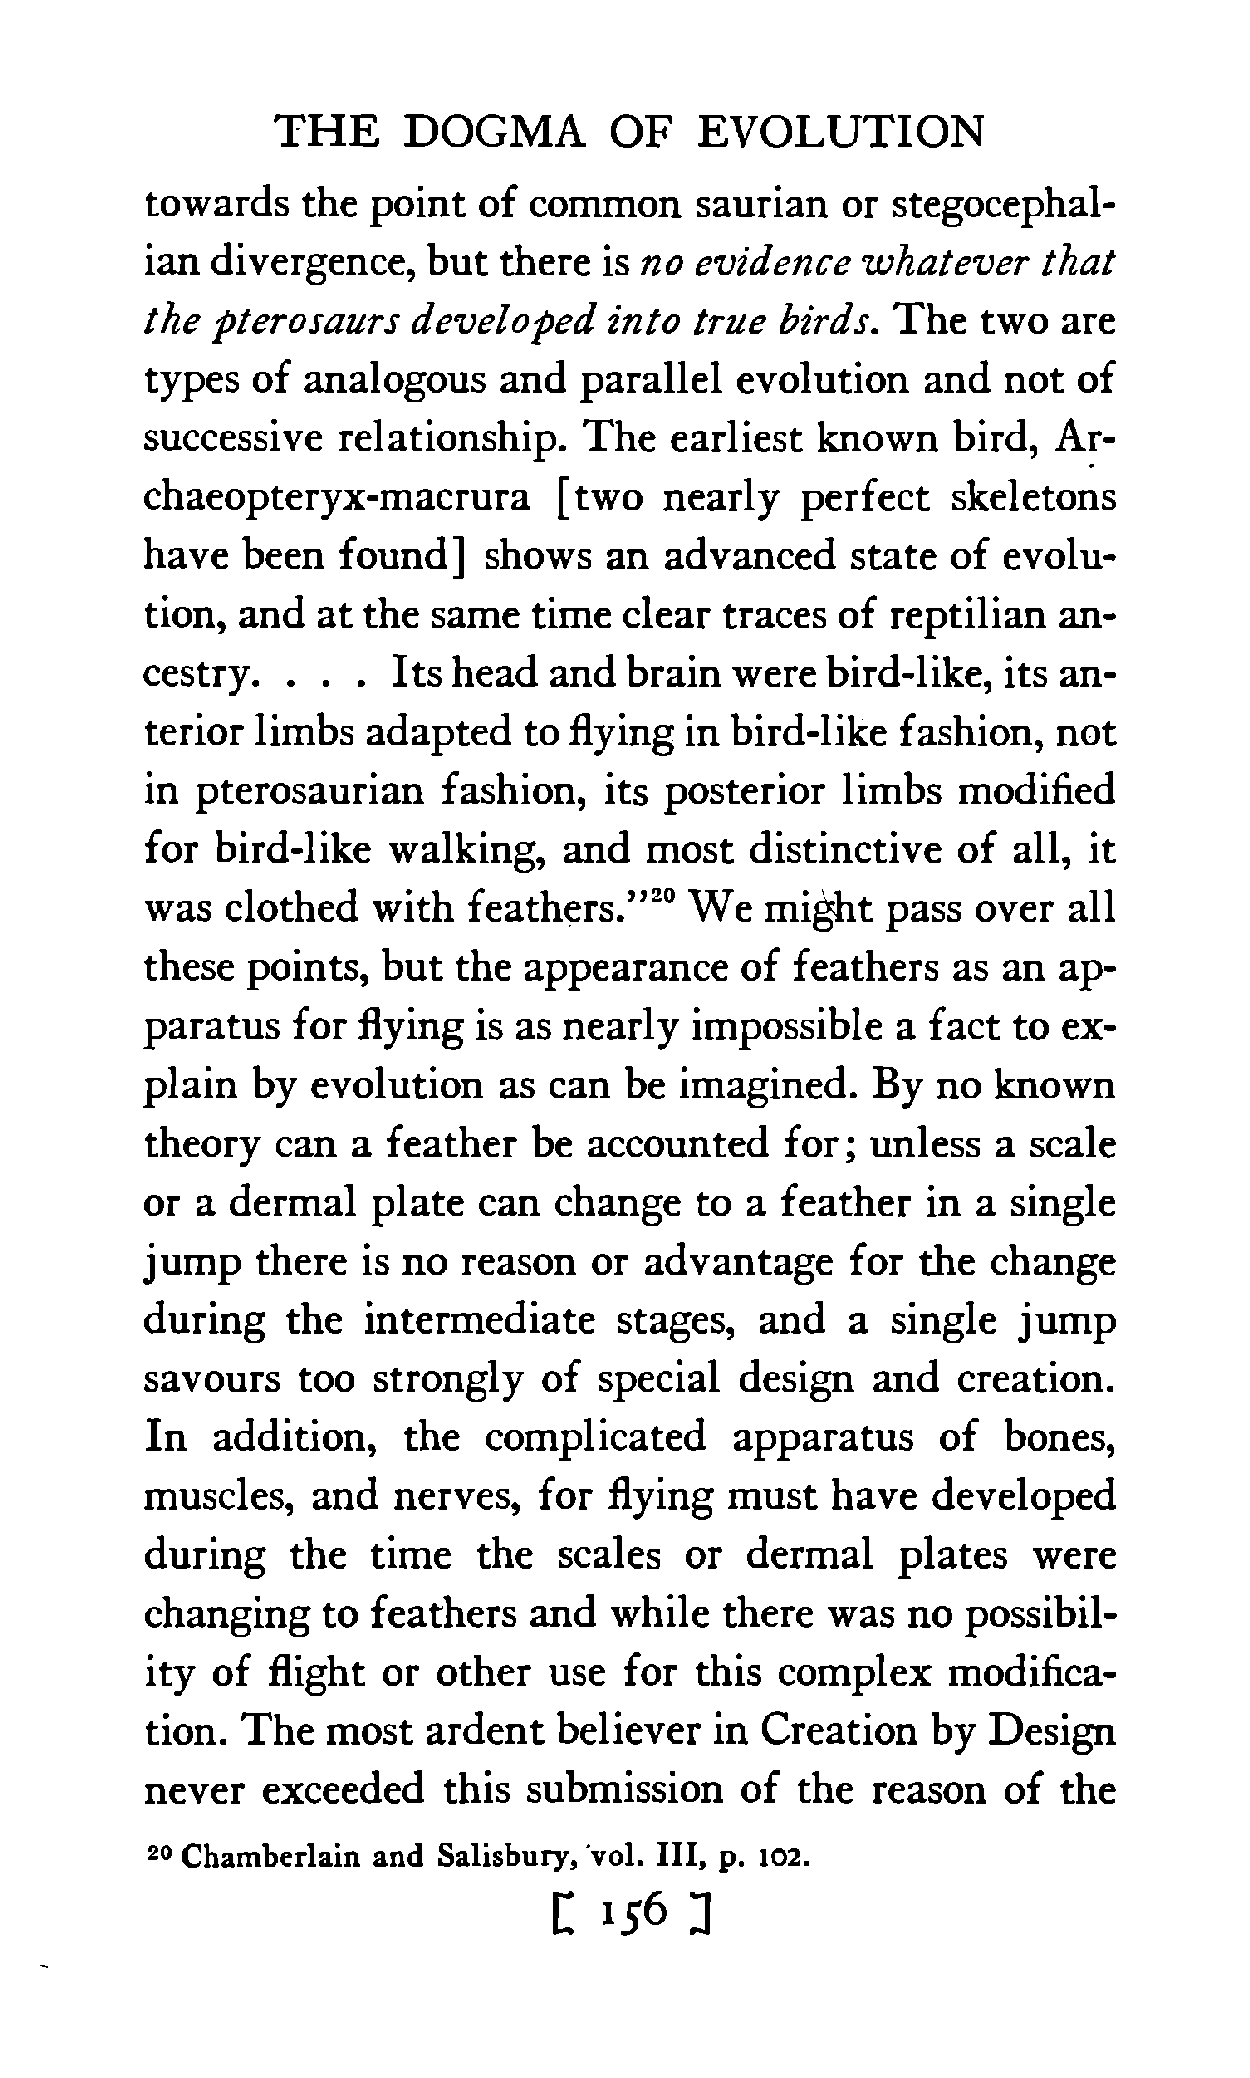 THE DOGMA OF EVOLUTION
towards the point of common saurian or stegocephal-
ian divergence, but there is no evidence whatever that
the pterosaurs developed into true birds. The two are
types of analogous and parallel evolution and not of
successive relationship. The earliest known bird, Ar-
chaeopteryx-macrura [two nearly perfect skeletons
have been found] shows an advanced state of evolu-
tion, and at the same time clear traces of reptilian an-
cestry. . . . Its head and brain were bird-like, its an-
terior limbs adapted to flying in bird-like fashion, not
in pterosaurian fashion, its posterior limbs modified
for bird-like walking, and most distinctive of all, it
was clothed with feathers."²⁰ We might pass over all
these points, but the appearance of feathers as an ap-
paratus for flying is as nearly impossible a fact to ex-
plain by evolution as can be imagined. By no known
theory can a feather be accounted for; unless a scale
or a dermal plate can change to a feather in a single
jump there is no reason or advantage for the change
during the intermediate stages, and a single jump
savours too strongly of special design and creation.
In addition, the complicated apparatus of bones,
muscles, and nerves, for flying must have developed
during the time the scales or dermal plates were
changing to feathers and while there was no possibil-
ity of flight or other use for this complex modifica-
tion. The most ardent believer in Creation by Design
never exceeded this submission of the reason of the
²⁰ Chamberlain and Salisbury, vol. III, p. 102.
[ 156 ]